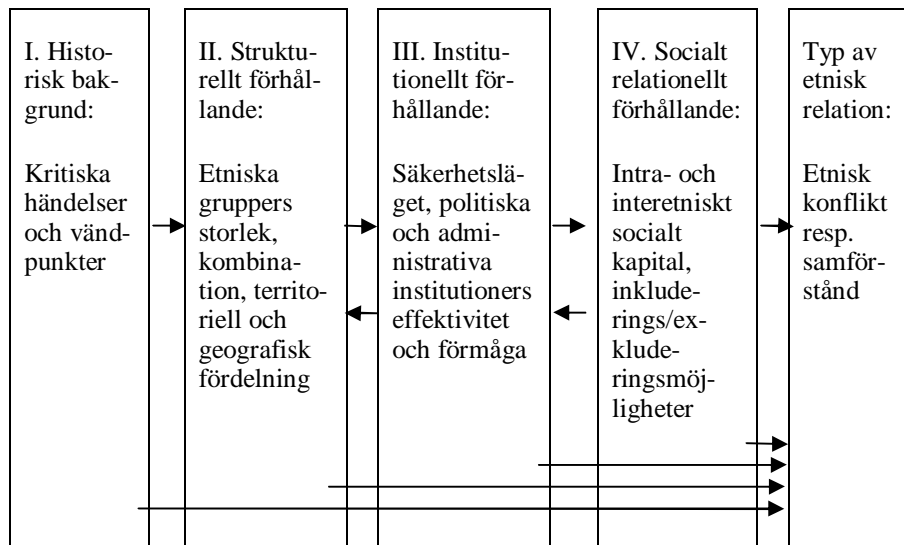 I. Histo-
risk bak-
grund:
Kritiska
händelser
och vänd-
punkter
II. Struktu-
rellt förhål-
lande:
Etniska
gruppers
storlek,
kombina-
tion, territo-
riell och
geografisk
fördelning
III. Institu-
utionellt för-
hållande:
Säkerhetslä-
get, politiska
och admi-
nistrativa
institutioners
effektivitet
och förmåga
IV. Socialt
relationellt
förhållande:
Intra- och
interetniskt
socialt
kapital,
inklude-
rings/ex-
klude-
ringsmöj-
ligheter
Typ av
etnisk
relation:
Etnisk
konflikt
resp.
samför-
stånd